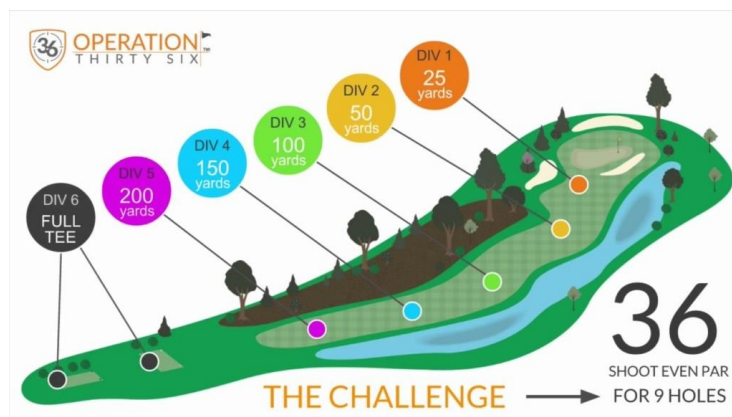 36
OPERATION™
THIRTY SIX
DIV 1
25
yards
DIV 2
50
yards
DIV 3
100
yards
DIV 4
150
yards
DIV 5
200
yards
DIV 6
FULL
TEE
36
SHOOT EVEN PAR
THE CHALLENGE
FOR 9 HOLES